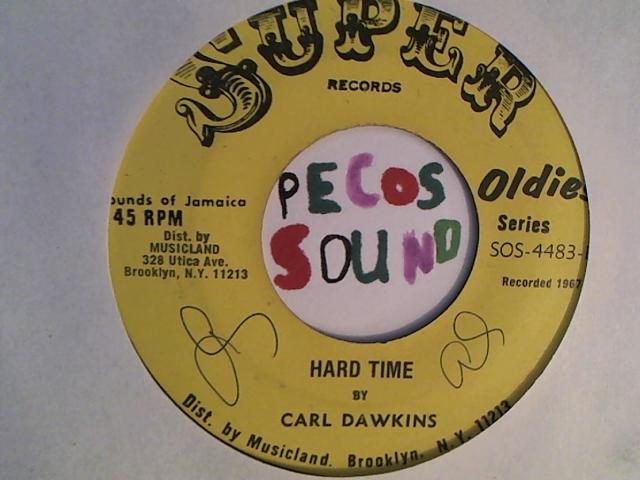 SUPER
RECORDS
PECOS
SOUND
ounds of Jamaica
45 RPM
Dist. by
MUSICLAND
328 Utica Ave.
Brooklyn, N.Y. 11213
Oldies
Series
SOS-4483-
Recorded 1967
HARD TIME
BY
CARL DAWKINS
Dist. by Musicland. Brooklyn, N.Y. 11213